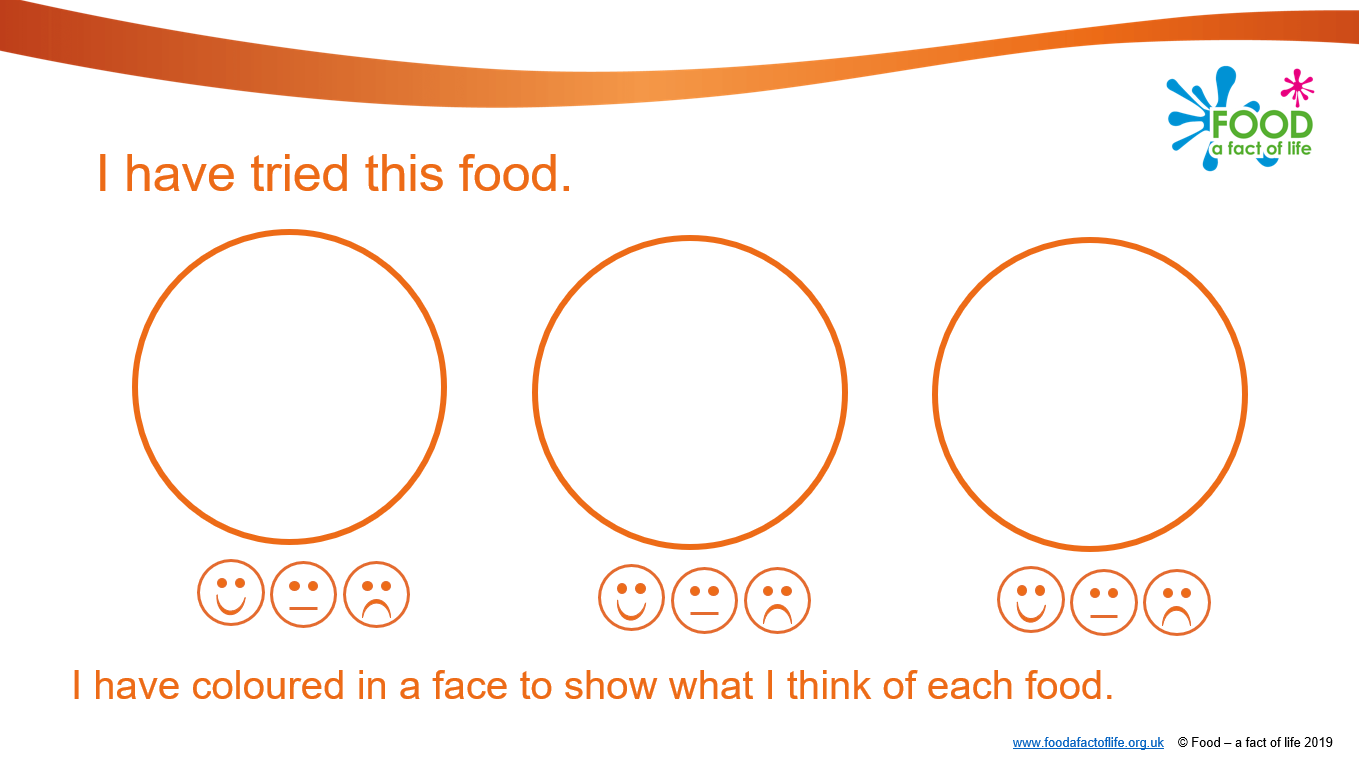 FOOD
a fact of life
I have tried this food.
I have coloured in a face to show what I think of each food.
www.foodafactoflife.org.uk © Food – a fact of life 2019